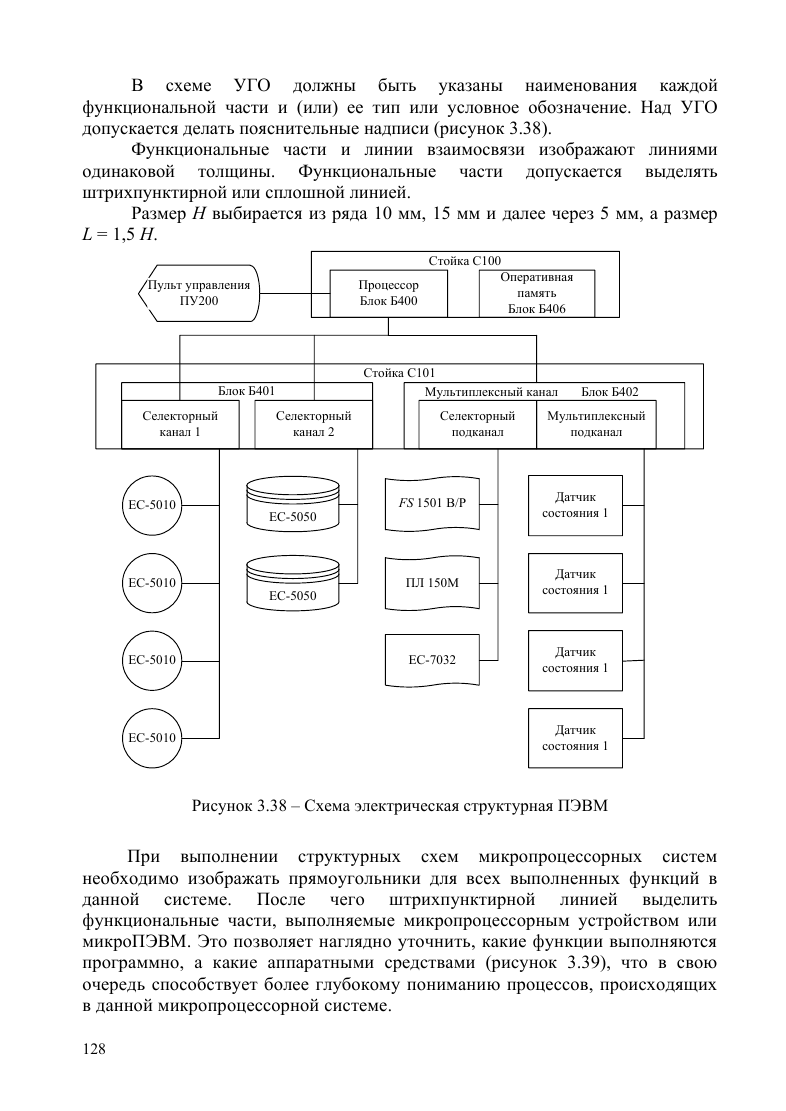 В схеме УГО должны быть указаны наименования каждой
функциональной части и (или) ее тип или условное обозначение. Над УГО
допускается делать пояснительные надписи (рисунок 3.38).
Функциональные части и линии взаимосвязи изображают линиями
одинаковой толщины. Функциональные части допускается выделять
штрихпунктирной или сплошной линией.
Размер H выбирается из ряда 10 мм, 15 мм и далее через 5 мм, а размер
L = 1,5 H.
Стойка С100
Пульт управления
ПУ200
Процессор
Блок Б400
Оперативная
память
Блок Б406
Стойка С101
Блок Б401
Мультиплексный канал Блок Б402
Селекторный
канал 1
Селекторный
канал 2
Селекторный
подканал
Мультиплексный
подканал
ЕС-5010
ЕС-5050
FS 1501 В/Р
Датчик
состояния 1
ЕС-5010
ЕС-5050
ПЛ 150М
Датчик
состояния 1
ЕС-5010
ЕС-7032
Датчик
состояния 1
ЕС-5010
Датчик
состояния 1
Рисунок 3.38 – Схема электрическая структурная ПЭВМ
При выполнении структурных схем микропроцессорных систем
необходимо изображать прямоугольники для всех выполненных функций в
данной системе. После чего штрихпунктирной линией выделить
функциональные части, выполняемые микропроцессорным устройством или
микроПЭВМ. Это позволяет наглядно уточнить, какие функции выполняются
программно, а какие аппаратными средствами (рисунок 3.39), что в свою
очередь способствует более глубокому пониманию процессов, происходящих
в данной микропроцессорной системе.
128